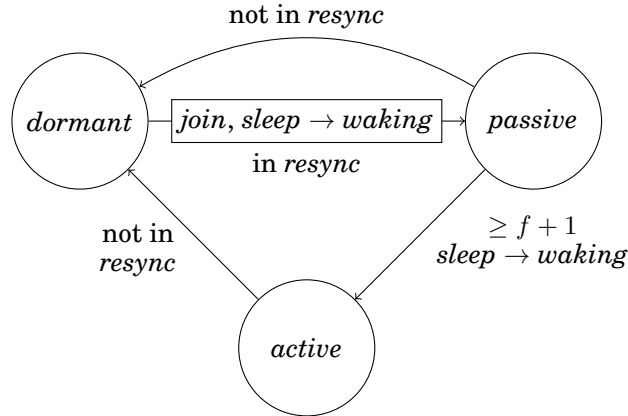 not in resync
dormant
join, sleep → waking
passive
in resync
≥ f + 1
sleep → waking
not in
resync
active